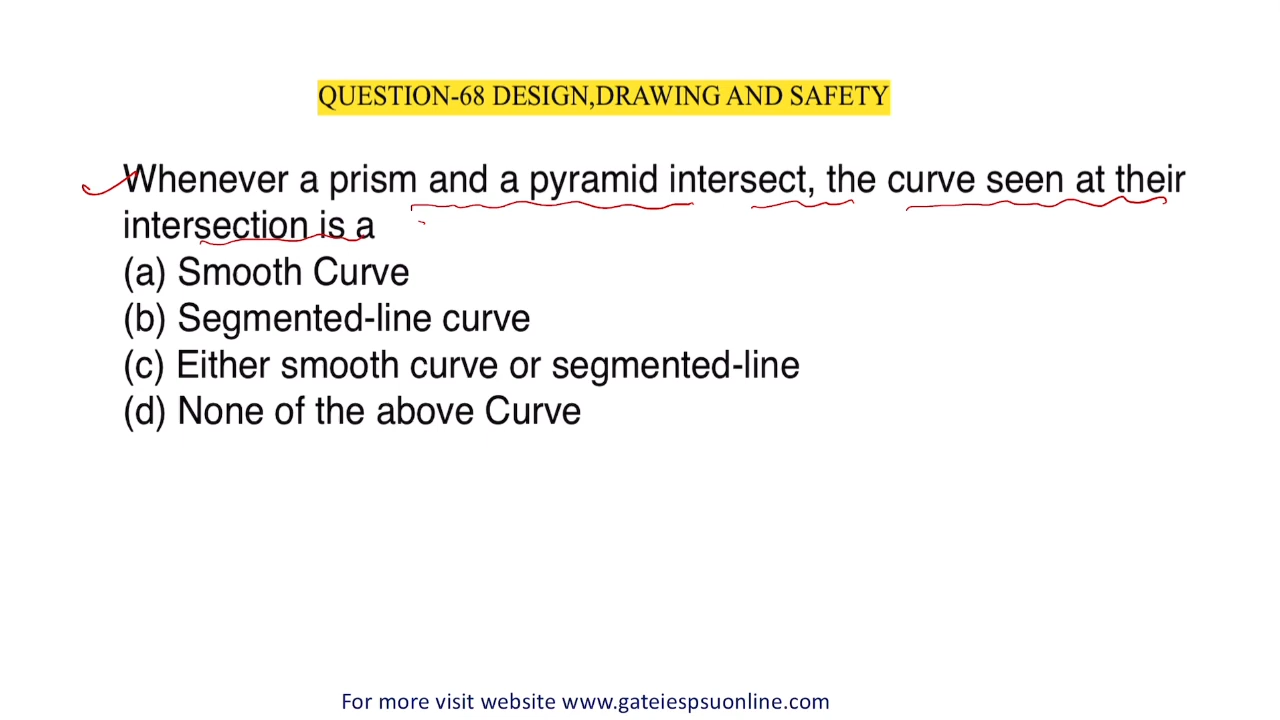 QUESTION-68 DESIGN,DRAWING AND SAFETY
Whenever a prism and a pyramid intersect, the curve seen at their
intersection is a
(a) Smooth Curve
(b) Segmented-line curve
(c) Either smooth curve or segmented-line
(d) None of the above Curve
For more visit website www.gateiespsuonline.com